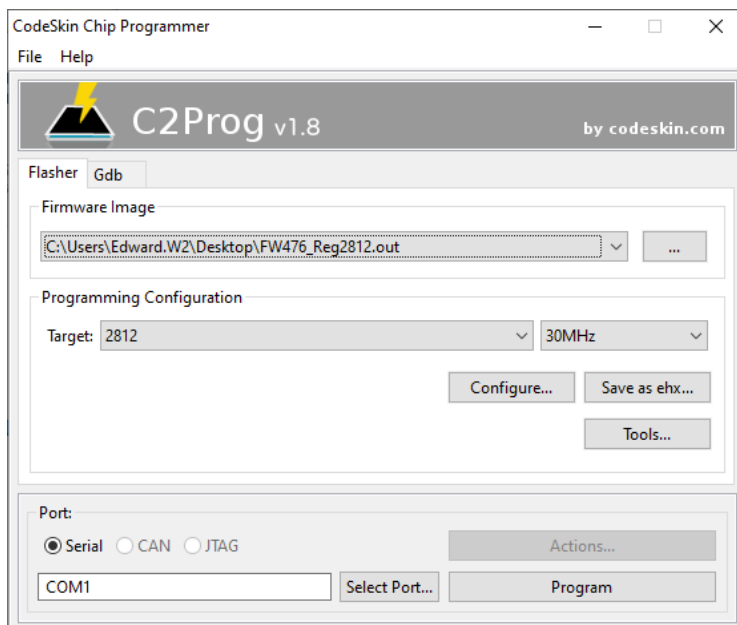 CodeSkin Chip Programmer
File Help
C2Prog v1.8
by codeskin.com
Flasher Gdb
Firmware Image
C:\Users\Edward.W2\Desktop\FW476_Reg2812.out ...
Programming Configuration
Target: 2812 30MHz
Configure... Save as ehx...
Tools...
Port:
Serial CAN JTAG Actions...
COM1 Select Port... Program